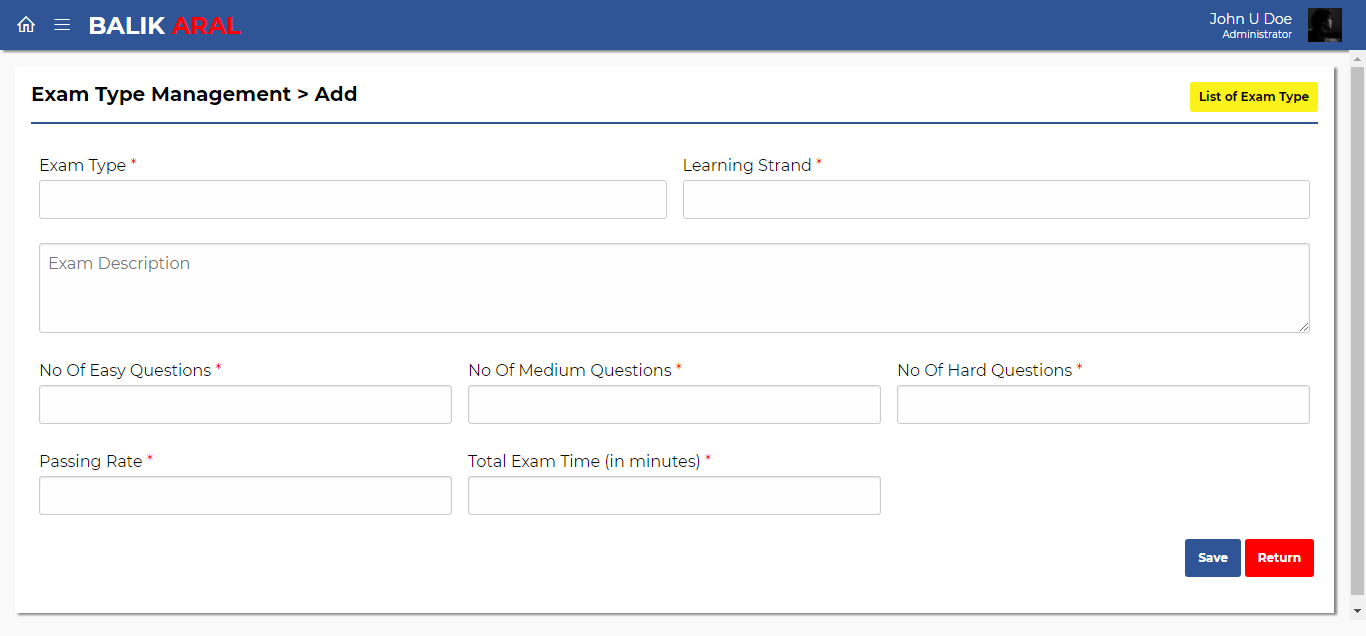 BALIK ARAL
John U Doe
Administrator
Exam Type Management > Add
List of Exam Type
Exam Type *
Learning Strand *
Exam Description
No Of Easy Questions *
No Of Medium Questions *
No Of Hard Questions *
Passing Rate *
Total Exam Time (in minutes) *
Save
Return